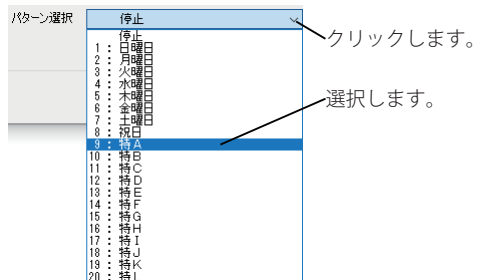 パターン選択
停止
クリックします。
停止
1 : 日曜日
2 : 月曜日
3 : 火曜日
4 : 水曜日
5 : 木曜日
6 : 金曜日
7 : 土曜日
8 : 祝日
選択します。
9 : 特A
10 : 特B
11 : 特C
12 : 特D
13 : 特E
14 : 特F
15 : 特G
16 : 特H
17 : 特I
18 : 特J
19 : 特K
20 : 特L